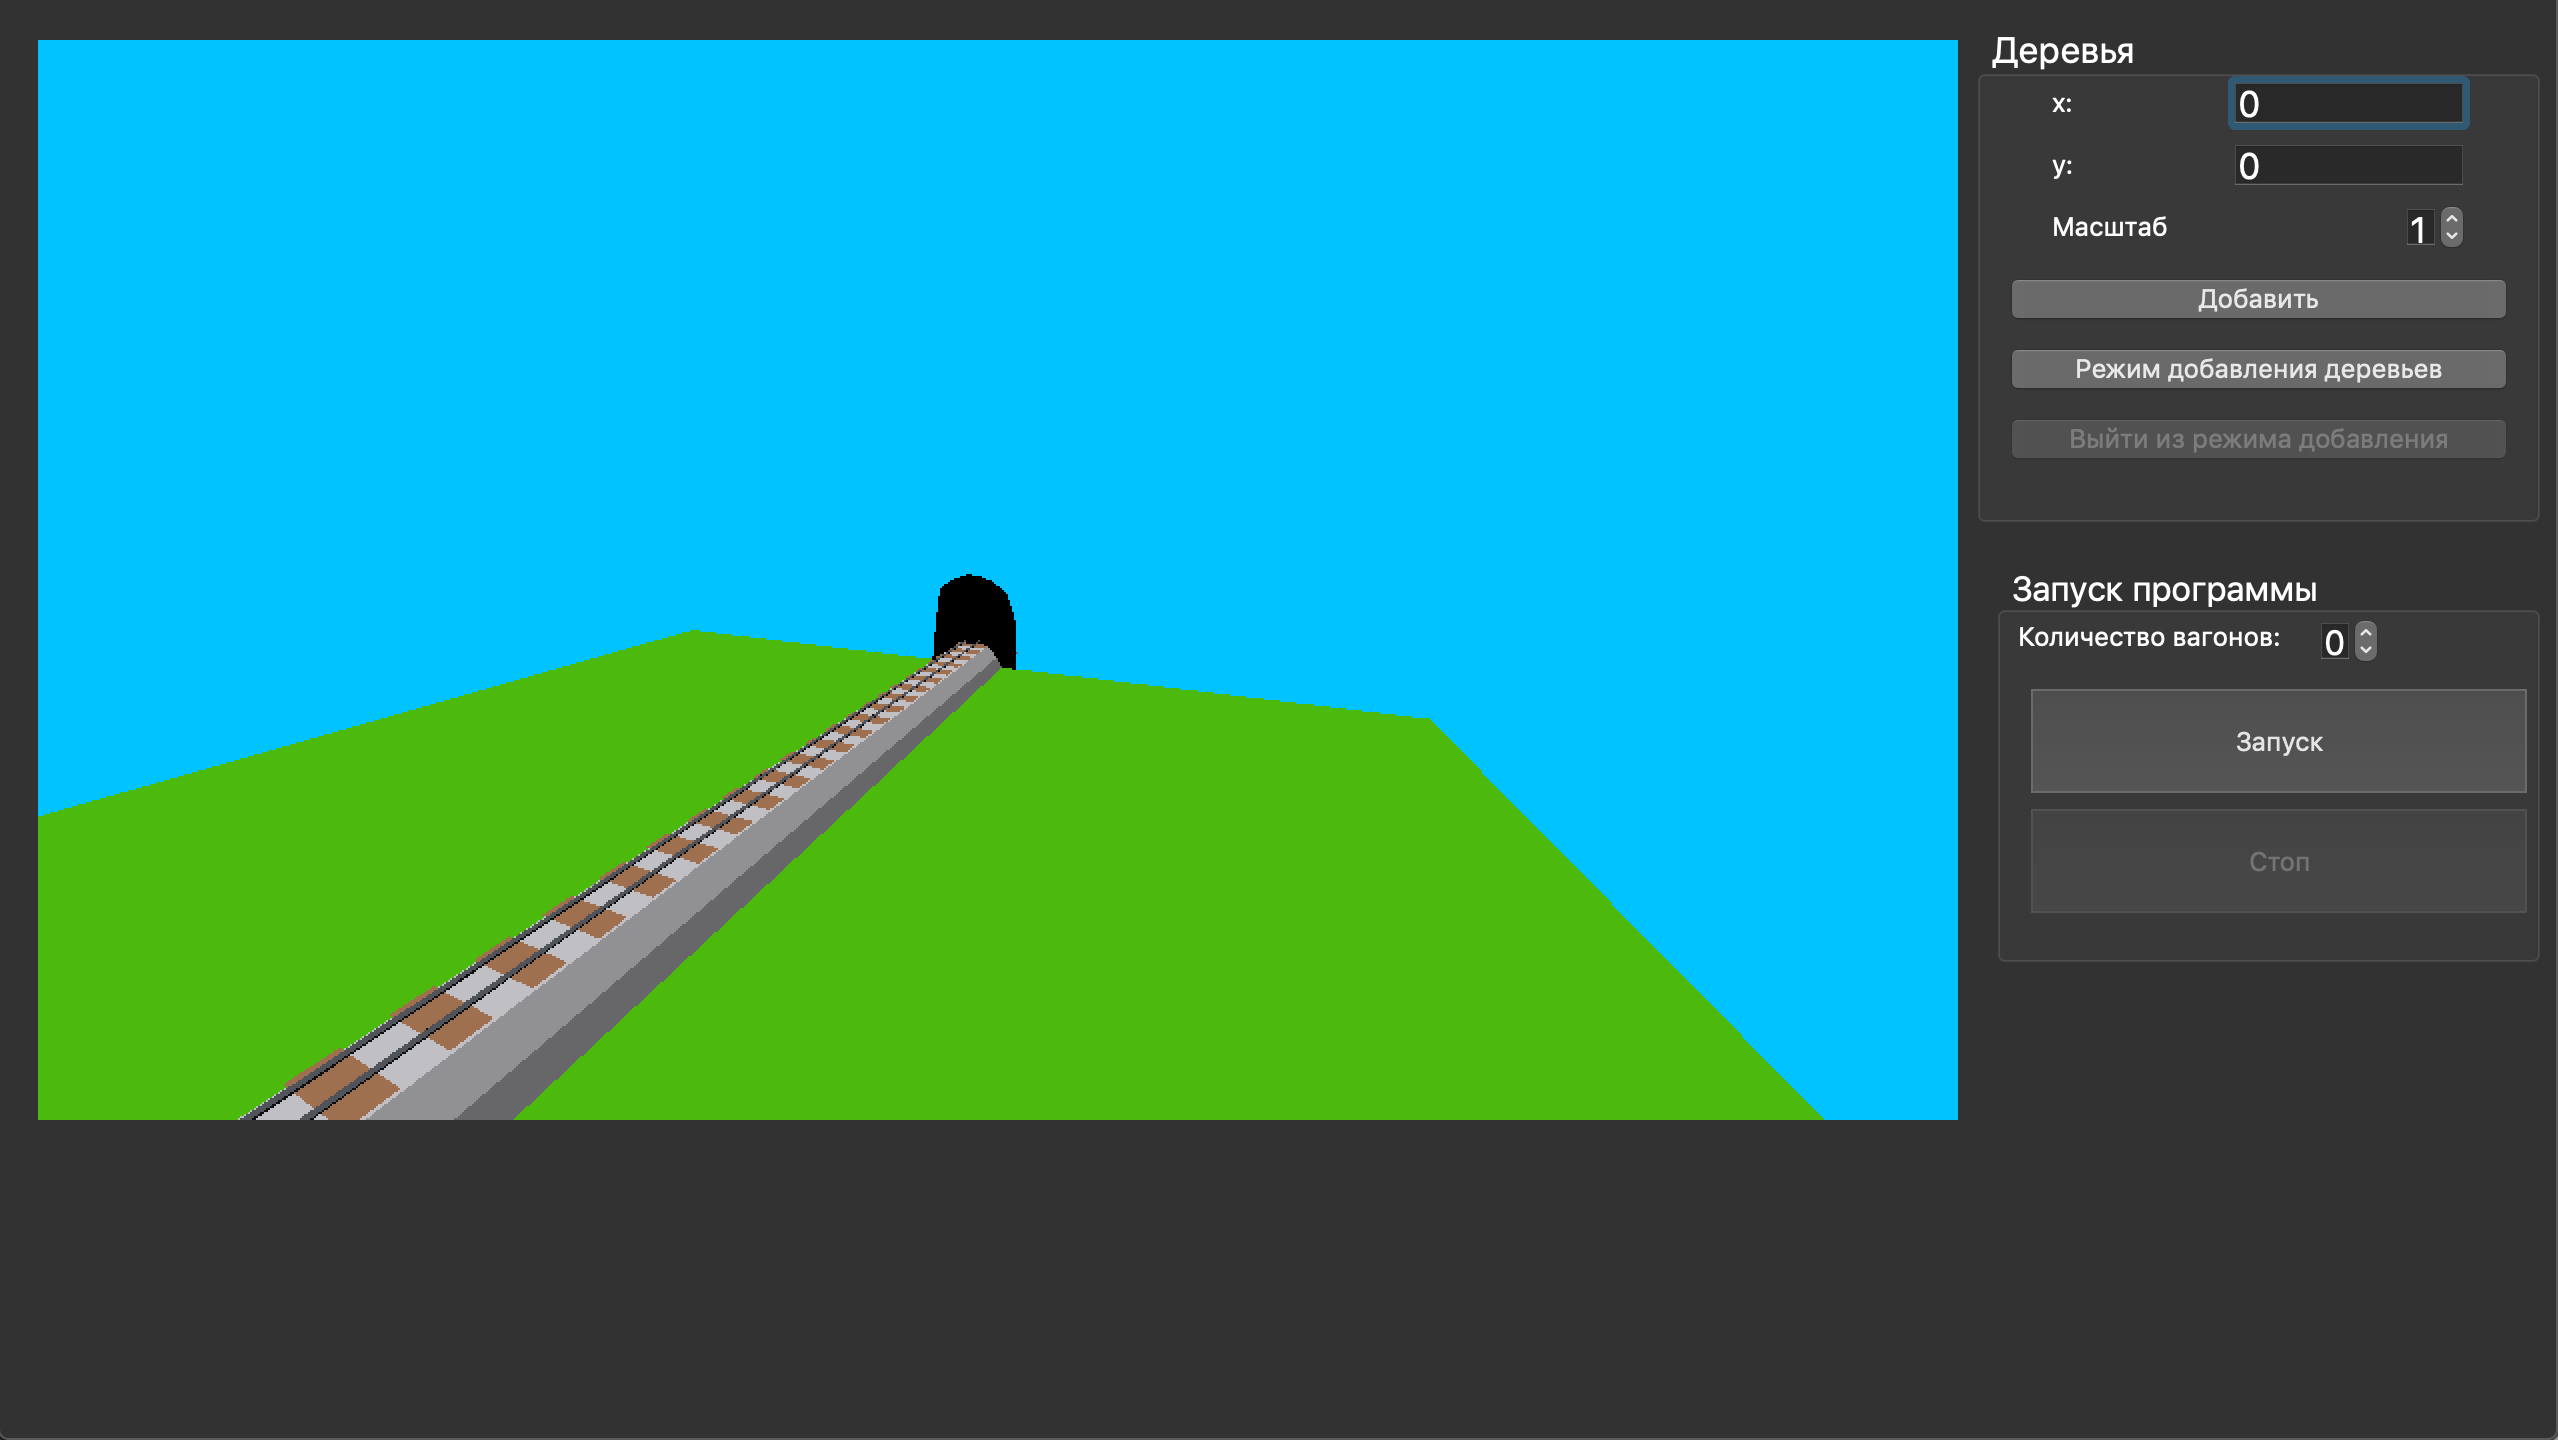 Деревья
x: 0
y: 0
Масштаб 1
Добавить
Режим добавления деревьев
Выйти из режима добавления
Запуск программы
Количество вагонов: 0
Запуск
Стоп